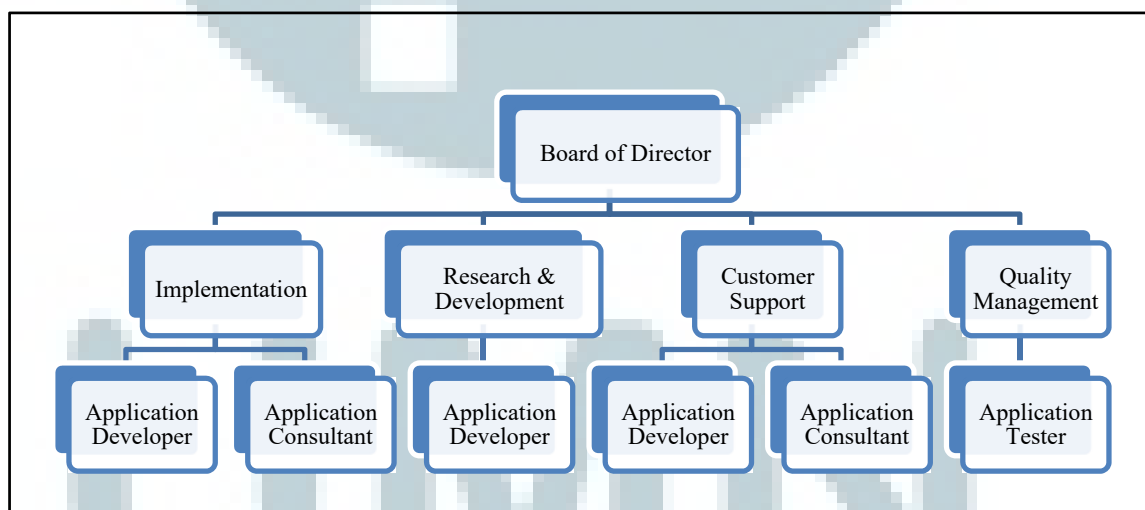 Board of Director
Implementation
Research &
Development
Customer
Support
Quality
Management
Application
Developer
Application
Consultant
Application
Developer
Application
Developer
Application
Consultant
Application
Tester